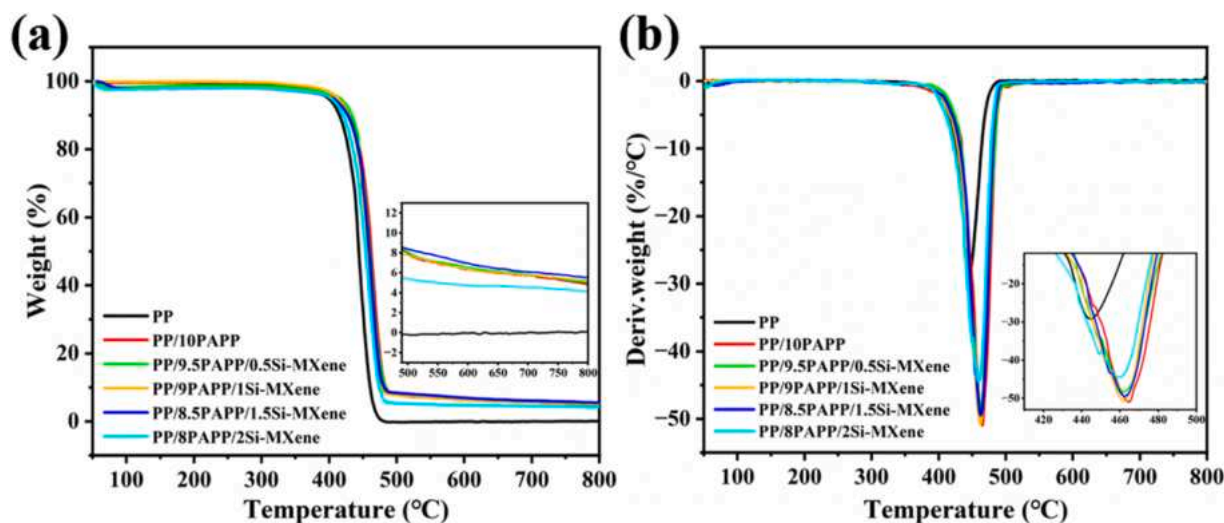 (a)
100
80
60
40
20
0
Weight (%)
100 200 300 400 500 600 700 800
Temperature (℃)
PP
PP/10PAPP
PP/9.5PAPP/0.5Si-MXene
PP/9PAPP/1Si-MXene
PP/8.5PAPP/1.5Si-MXene
PP/8PAPP/2Si-MXene
12
10
8
6
4
2
0
−2
500 550 600 650 700 750 800
(b)
0
−10
−20
−30
−40
−50
Deriv.weight (%/℃)
100 200 300 400 500 600 700 800
Temperature (℃)
PP
PP/10PAPP
PP/9.5PAPP/0.5Si-MXene
PP/9PAPP/1Si-MXene
PP/8.5PAPP/1.5Si-MXene
PP/8PAPP/2Si-MXene
−20
−30
−40
−50
420 440 460 480 500